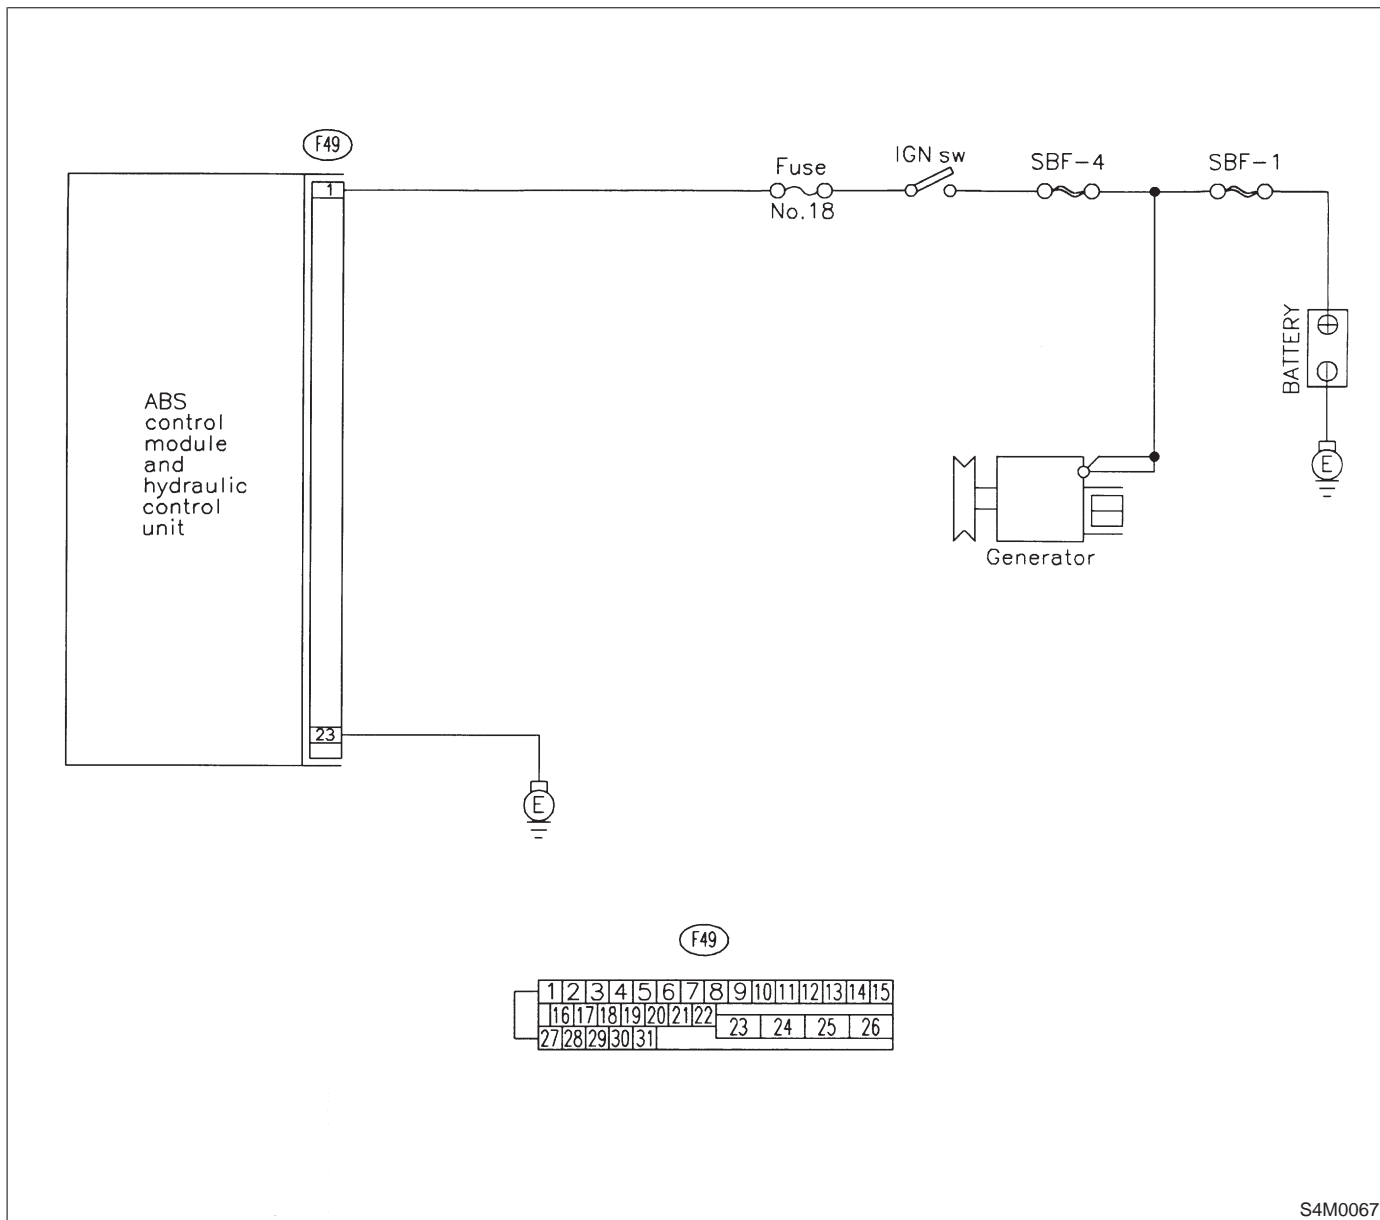 F49
1
Fuse
No.18
IGN sw
SBF-4
SBF-1
BATTERY
E
ABS
control
module
and
hydraulic
control
unit
Generator
23
E
F49
1 2 3 4 5 6 7 8 9 10 11 12 13 14 15
16 17 18 19 20 21 22
23 24 25 26
27 28 29 30 31
S4M0067